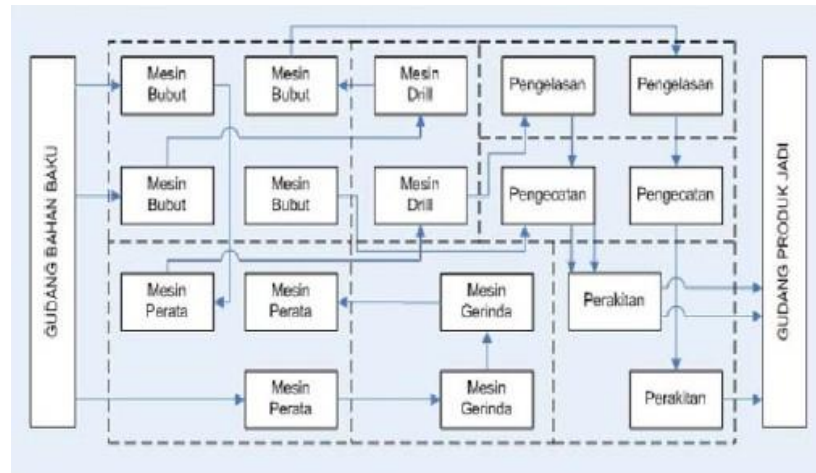 GUDANG BAHAN BAKU
Mesin
Bubut
Mesin
Bubut
Mesin
Drill
Pengelasan
Pengelasan
Mesin
Bubut
Mesin
Bubut
Mesin
Drill
Pengecatan
Pengecatan
Mesin
Perata
Mesin
Perata
Mesin
Gerinda
Perakitan
Mesin
Perata
Mesin
Gerinda
Perakitan
GUDANG PRODUK JADI